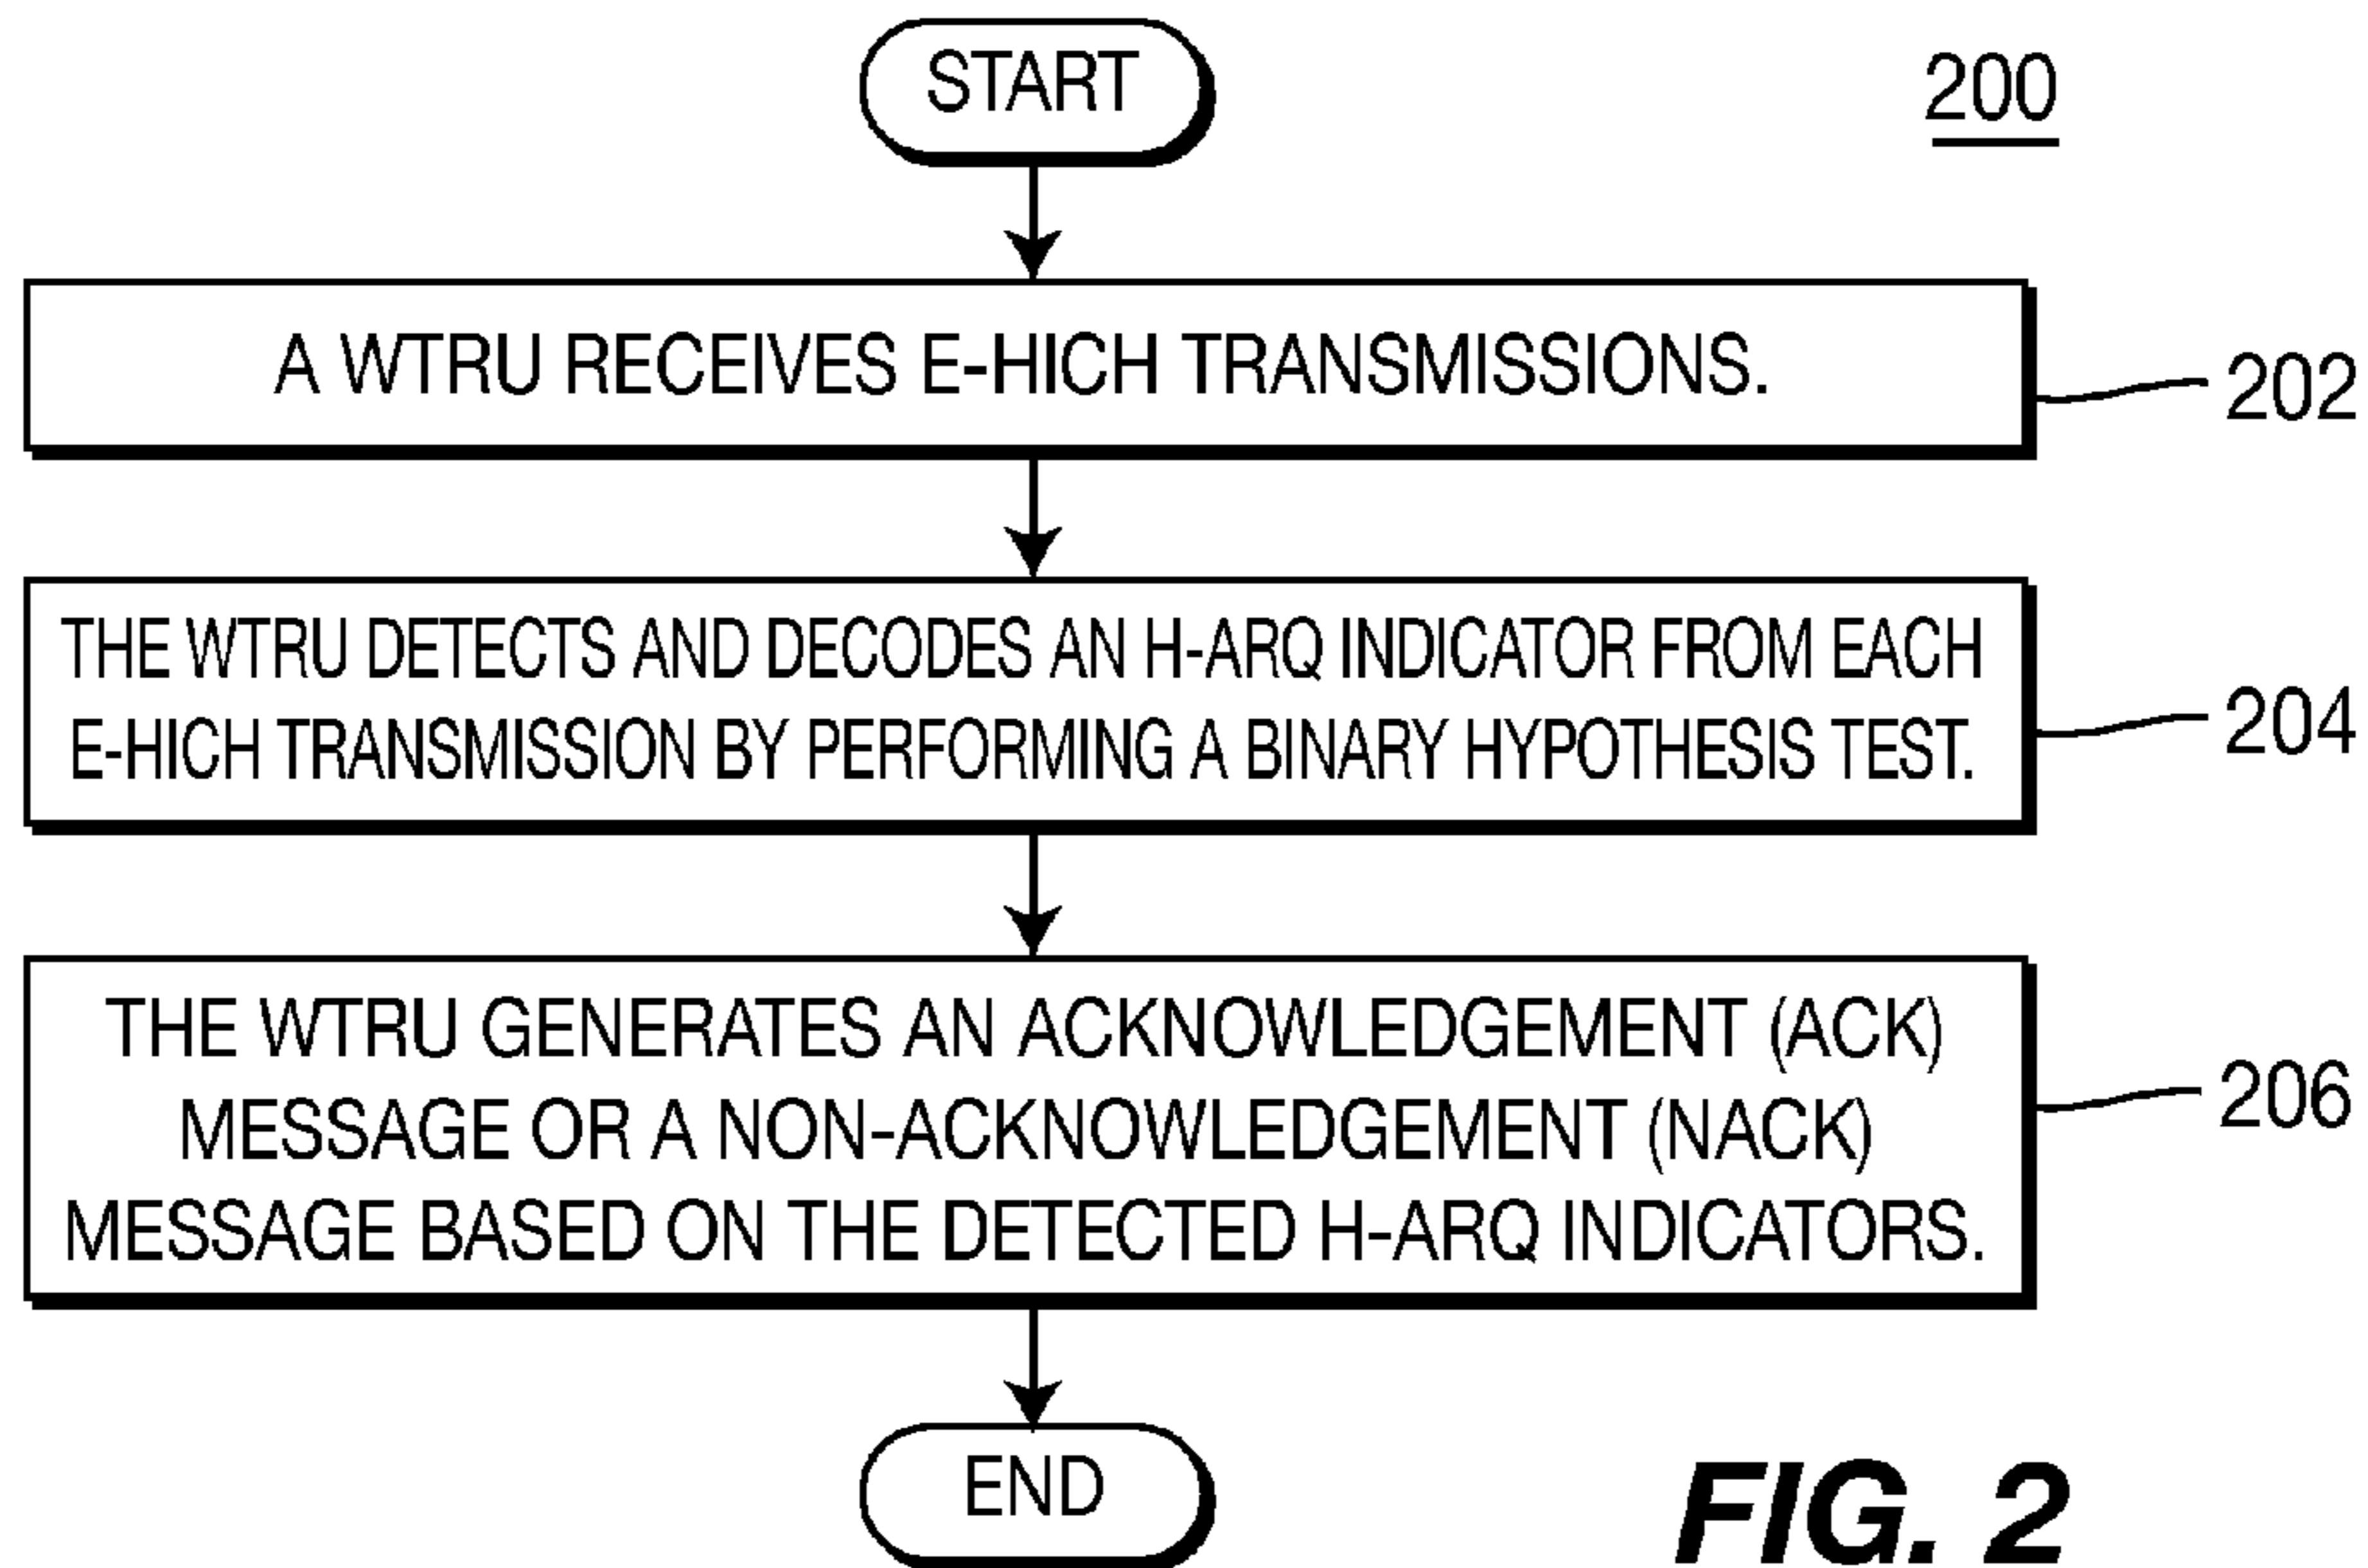 START
200
A WTRU RECEIVES E-HICH TRANSMISSIONS.
202
THE WTRU DETECTS AND DECODES AN H-ARQ INDICATOR FROM EACH
E-HICH TRANSMISSION BY PERFORMING A BINARY HYPOTHESIS TEST.
204
THE WTRU GENERATES AN ACKNOWLEDGEMENT (ACK)
MESSAGE OR A NON-ACKNOWLEDGEMENT (NACK)
MESSAGE BASED ON THE DETECTED H-ARQ INDICATORS.
206
END
FIG. 2